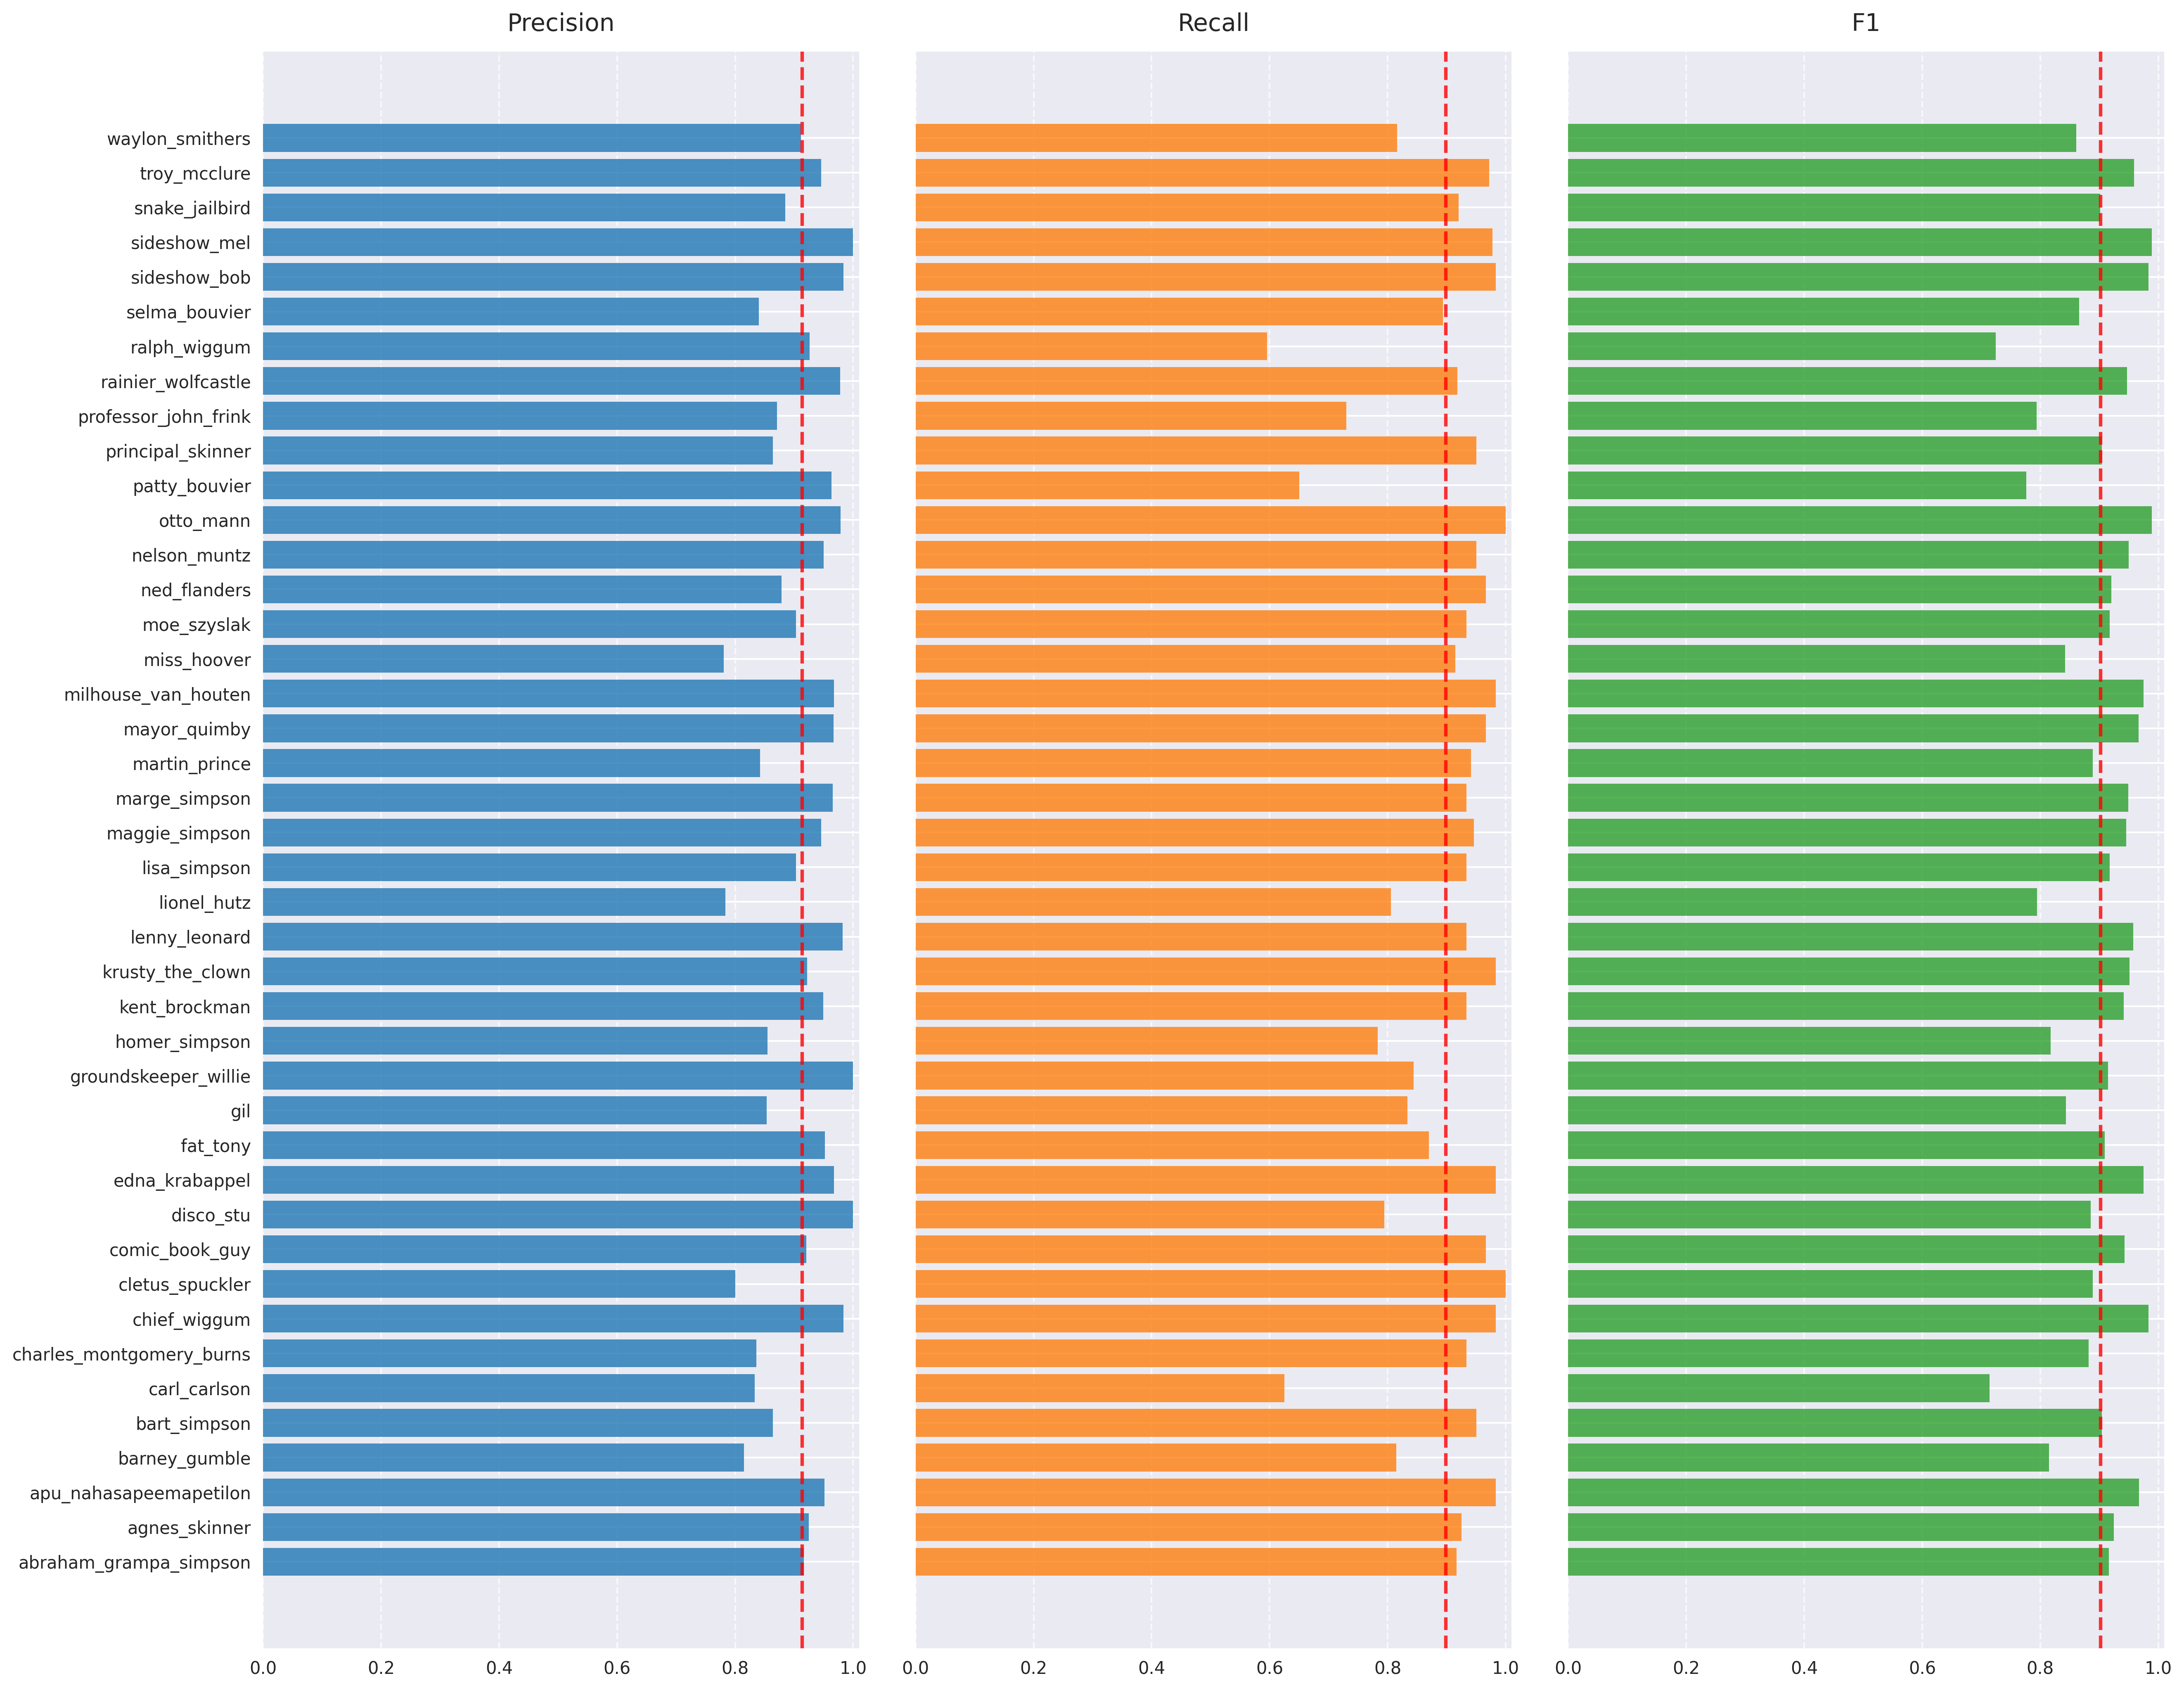 Precision
Recall
F1
waylon_smithers
troy_mcclure
snake_jailbird
sideshow_mel
sideshow_bob
selma_bouvier
ralph_wiggum
rainier_wolfcastle
professor_john_frink
principal_skinner
patty_bouvier
otto_mann
nelson_muntz
ned_flanders
moe_szyslak
miss_hoover
milhouse_van_houten
mayor_quimby
martin_prince
marge_simpson
maggie_simpson
lisa_simpson
lionel_hutz
lenny_leonard
krusty_the_clown
kent_brockman
homer_simpson
groundskeeper_willie
gil
fat_tony
edna_krabappel
disco_stu
comic_book_guy
cletus_spuckler
chief_wiggum
charles_montgomery_burns
carl_carlson
bart_simpson
barney_gumble
apu_nahasapeemapetilon
agnes_skinner
abraham_grampa_simpson
0.0 0.2 0.4 0.6 0.8 1.0
0.0 0.2 0.4 0.6 0.8 1.0
0.0 0.2 0.4 0.6 0.8 1.0